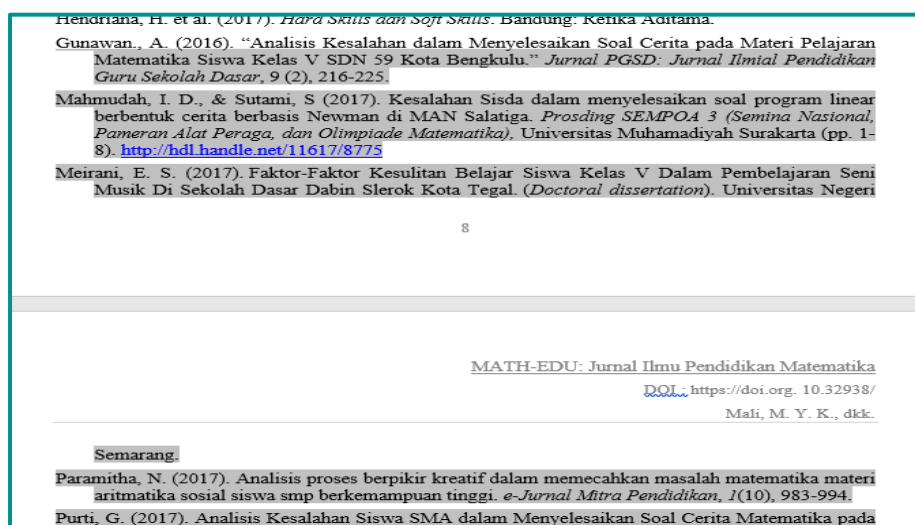 Hendriana, H. et al. (2017). Hard Skills dan Soft Skills. Bandung: Refika Aditama.
Gunawan., A. (2016). “Analisis Kesalahan dalam Menyelesaikan Soal Cerita pada Materi Pelajaran
Matematika Siswa Kelas V SDN 59 Kota Bengkulu.” Jurnal PGSD: Jurnal Ilmial Pendidikan
Guru Sekolah Dasar, 9 (2), 216-225.
Mahmudah, I. D., & Sutami, S (2017). Kesalahan Sisda dalam menyelesaikan soal program linear
berbentuk cerita berbasis Newman di MAN Salatiga. Prosding SEMPOA 3 (Semina Nasional,
Pameran Alat Peraga, dan Olimpiade Matematika), Universitas Muhamadiyah Surakarta (pp. 1-
8). http://hdl.handle.net/11617/8775
Meirani, E. S. (2017). Faktor-Faktor Kesulitan Belajar Siswa Kelas V Dalam Pembelajaran Seni
Musik Di Sekolah Dasar Dabin Slerok Kota Tegal. (Doctoral dissertation). Universitas Negeri
8
MATH-EDU: Jurnal Ilmu Pendidikan Matematika
DOI : https://doi.org. 10.32938/
Mali, M. Y. K., dkk.
Semarang.
Paramitha, N. (2017). Analisis proses berpikir kreatif dalam memecahkan masalah matematika materi
aritmatika sosial siswa smp berkemampuan tinggi. e-Jurnal Mitra Pendidikan, 1(10), 983-994.
Purti, G. (2017). Analisis Kesalahan Siswa SMA dalam Menyelesaikan Soal Cerita Matematika pada